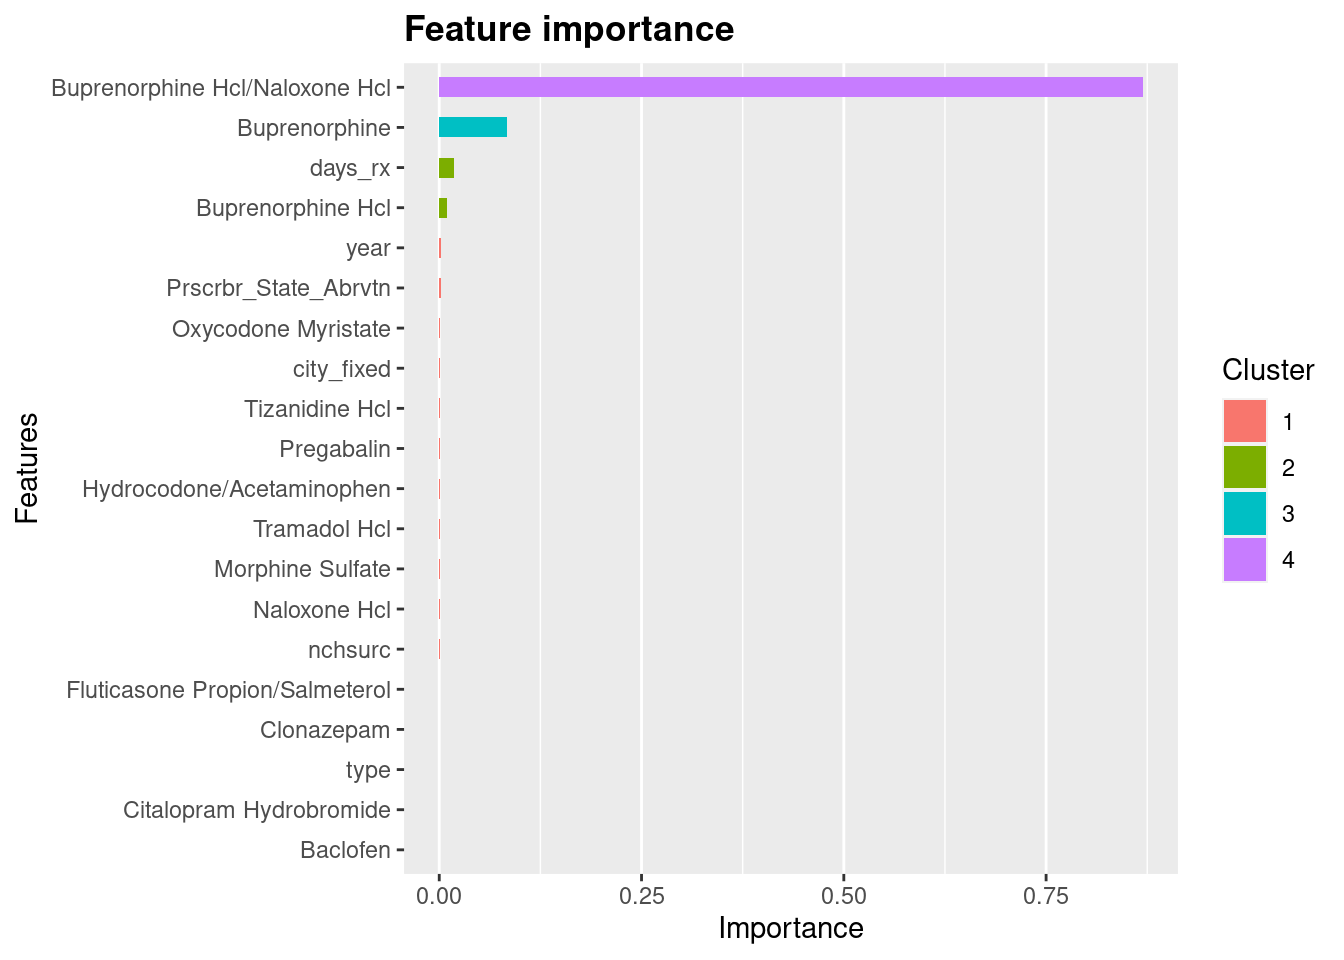 Feature importance
Buprenorphine Hcl/Naloxone Hcl
Buprenorphine
days_rx
Buprenorphine Hcl
year
Prscrbr_State_Abrvtn
Oxycodone Myristate
city_fixed
Tizanidine Hcl
Pregabalin
Hydrocodone/Acetaminophen
Tramadol Hcl
Morphine Sulfate
Naloxone Hcl
nchsurc
Fluticasone Propion/Salmeterol
Clonazepam
type
Citalopram Hydrobromide
Baclofen
Features
0.00 0.25 0.50 0.75
Importance
Cluster
1
2
3
4